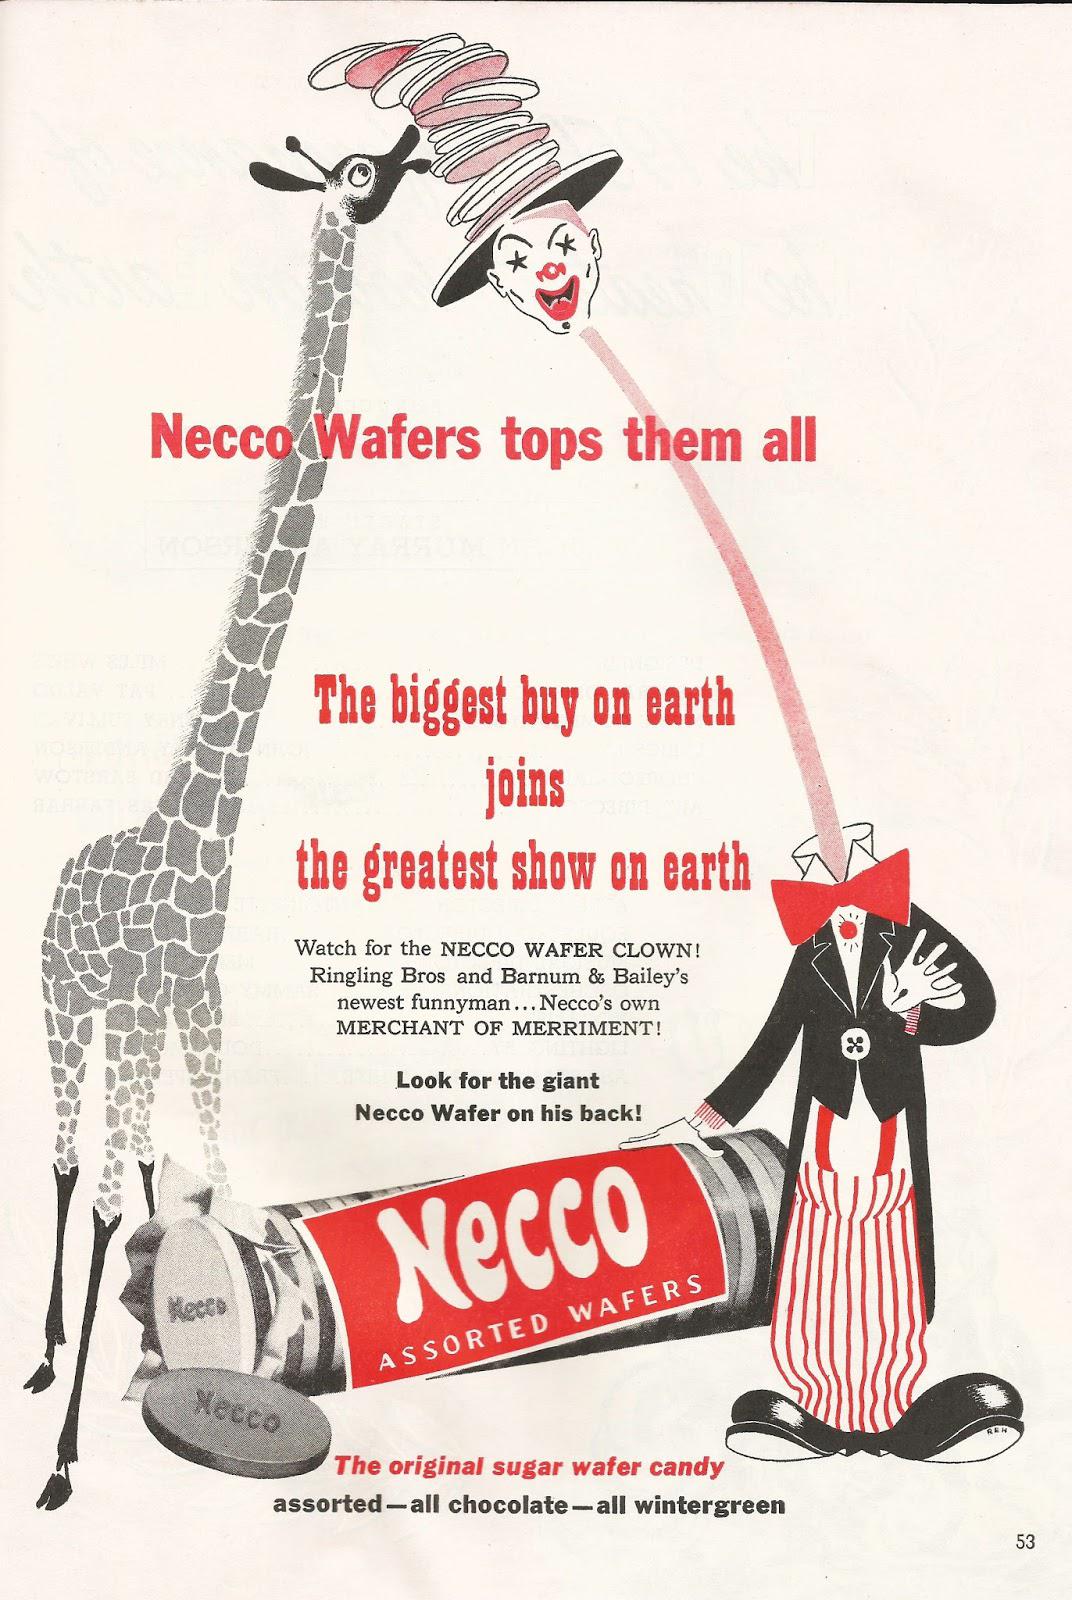 Necco Wafers tops them all
The biggest buy on earth
joins
the greatest show on earth
Watch for the NECCO WAFER CLOWN!
Ringling Bros and Barnum & Bailey's
newest funnyman...Necco's own
MERCHANT OF MERRIMENT!
Look for the giant
Necco Wafer on his back!
Necco
ASSORTED WAFERS
Necco
Necco
REH
The original sugar wafer candy
assorted—all chocolate—all wintergreen
53